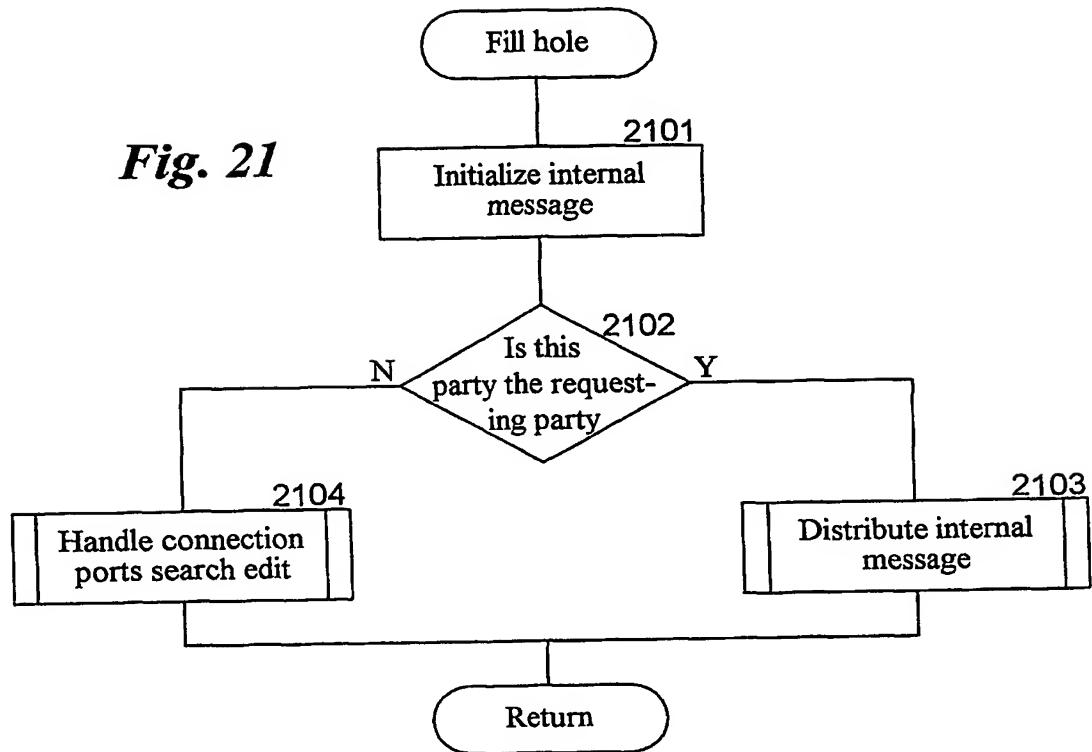 Fill hole
Fig. 21
2101
Initialize internal
message
2102
Is this
party the request-
ing party
N
Y
2104
Handle connection
ports search edit
2103
Distribute internal
message
Return